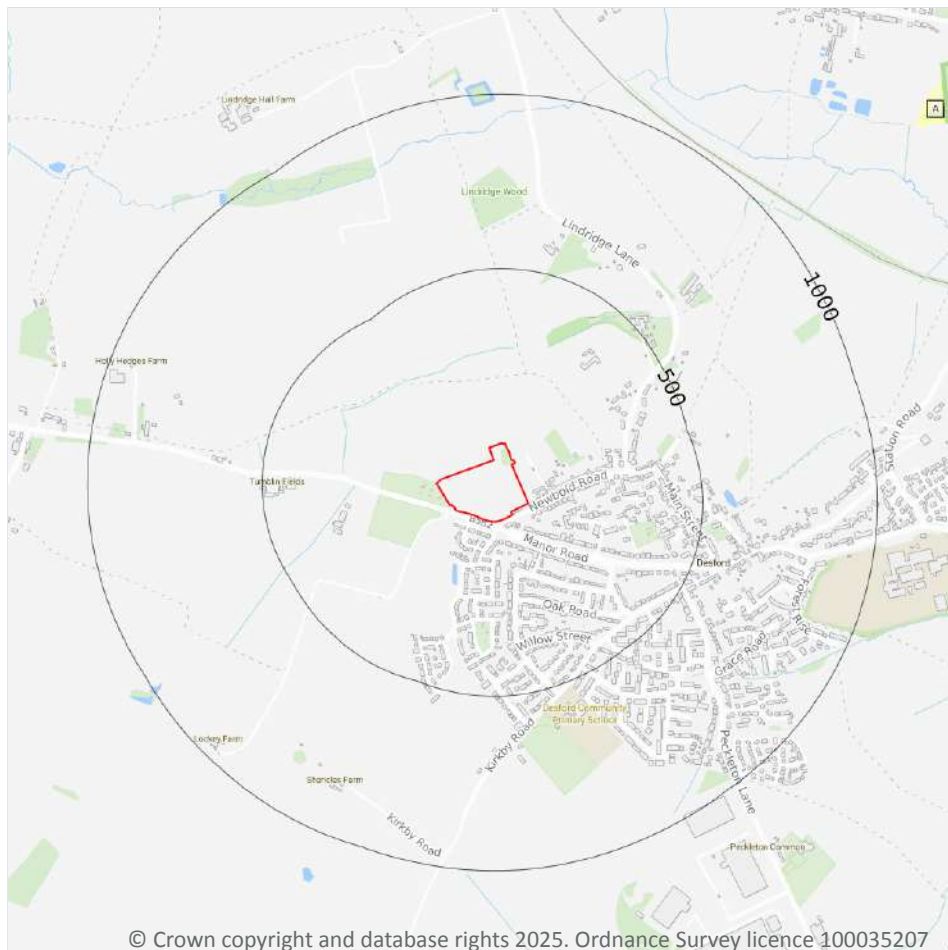 Lindridge Hall Farm
A
Lindridge Wood
Lindridge Lane
1000
Holly Hedges Farm
500
Station Road
Tumblin Fields
Newbold Road
Main Street
B582
Manor Road
Desford
Forest Rise
Oak Road
Willow Street
Grace Road
Desford Community
Primary School
Lockey Farm
Kirkby Road
Peckleton Lane
Shericles Farm
Kirkby Road
Peckleton Common
© Crown copyright and database rights 2025. Ordnance Survey licence 100035207